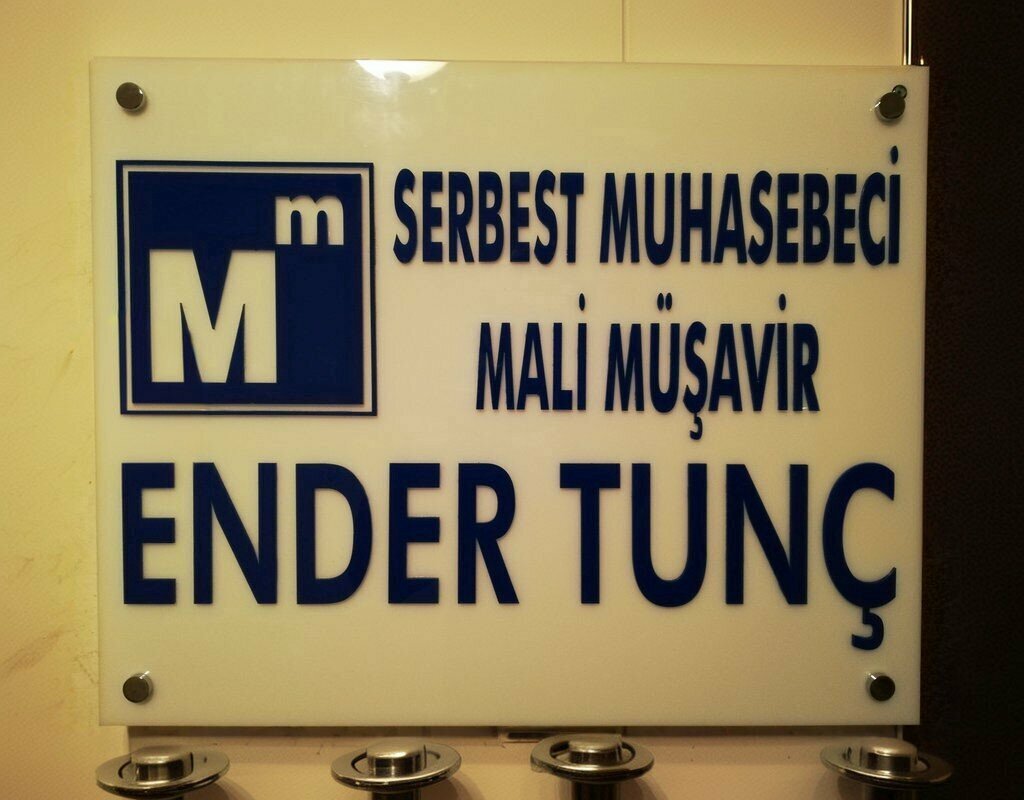 Mm
SERBEST MUHASEBECİ
MALİ MÜŞAVİR
ENDER TUNÇ